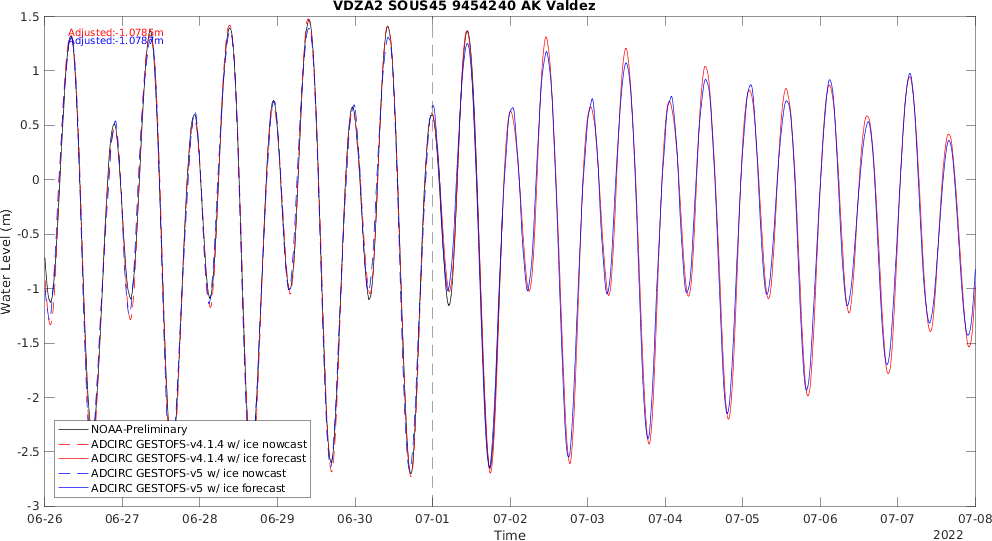 VDZA2 SOUS45 9454240 AK Valdez
Adjusted:-1.0785m
Adjusted:-1.0787m
Water Level (m)
1.5
1
0.5
0
-0.5
-1
-1.5
-2
-2.5
-3
NOAA-Preliminary
ADCIRC GESTOFS-v4.1.4 w/ ice nowcast
ADCIRC GESTOFS-v4.1.4 w/ ice forecast
ADCIRC GESTOFS-v5 w/ ice nowcast
ADCIRC GESTOFS-v5 w/ ice forecast
06-26 06-27 06-28 06-29 06-30 07-01 07-02 07-03 07-04 07-05 07-06 07-07 07-08
Time
2022